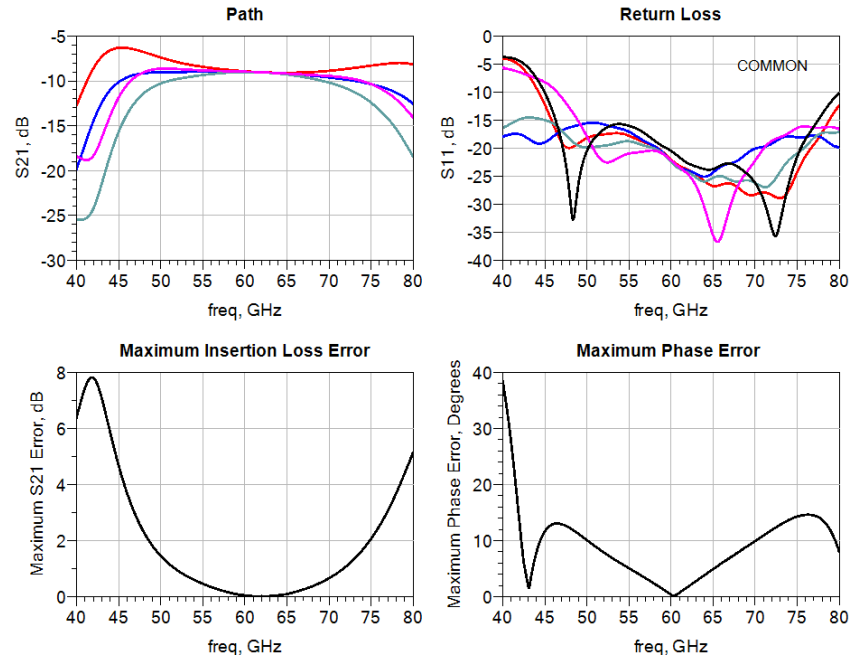 Path
S21, dB
-5
-10
-15
-20
-25
-30
40 45 50 55 60 65 70 75 80
freq, GHz
Return Loss
S11, dB
0
-5
-10
-15
-20
-25
-30
-35
-40
COMMON
40 45 50 55 60 65 70 75 80
freq, GHz
Maximum Insertion Loss Error
Maximum S21 Error, dB
8
6
4
2
0
40 45 50 55 60 65 70 75 80
freq, GHz
Maximum Phase Error
Maximum Phase Error, Degrees
40
30
20
10
0
40 45 50 55 60 65 70 75 80
freq, GHz